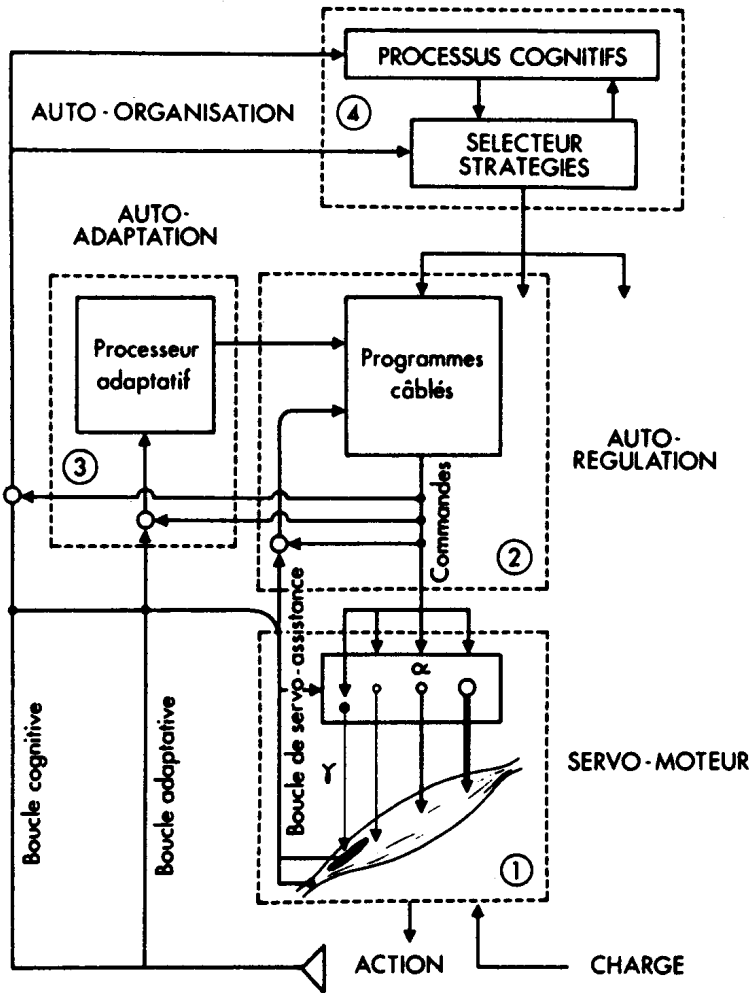 PROCESSUS COGNITIFS
AUTO-ORGANISATION
4
SELECTEUR
STRATEGIES
AUTO-
ADAPTATION
Processeur
adaptatif
Programmes
câblés
3
AUTO-
REGULATION
Commandes
2
Boucle de servo-assistance
α
γ
SERVO-MOTEUR
Boucle cognitive
Boucle adaptative
1
ACTION
CHARGE